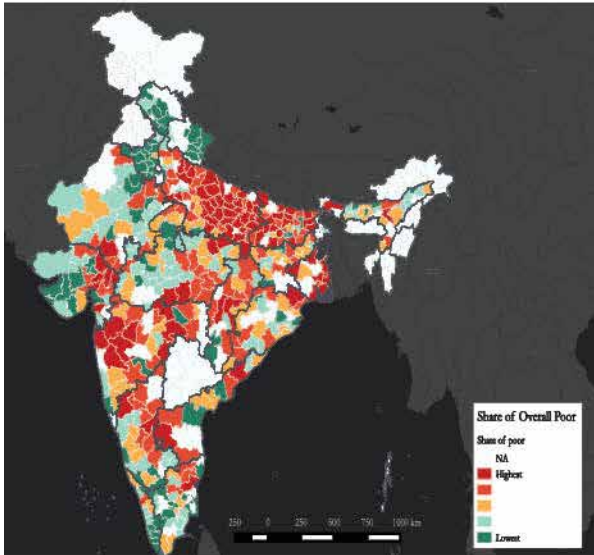 Share of Overall Poor
Share of poor
NA
Highest
Lowest
250 0 250 500 750 1000 km